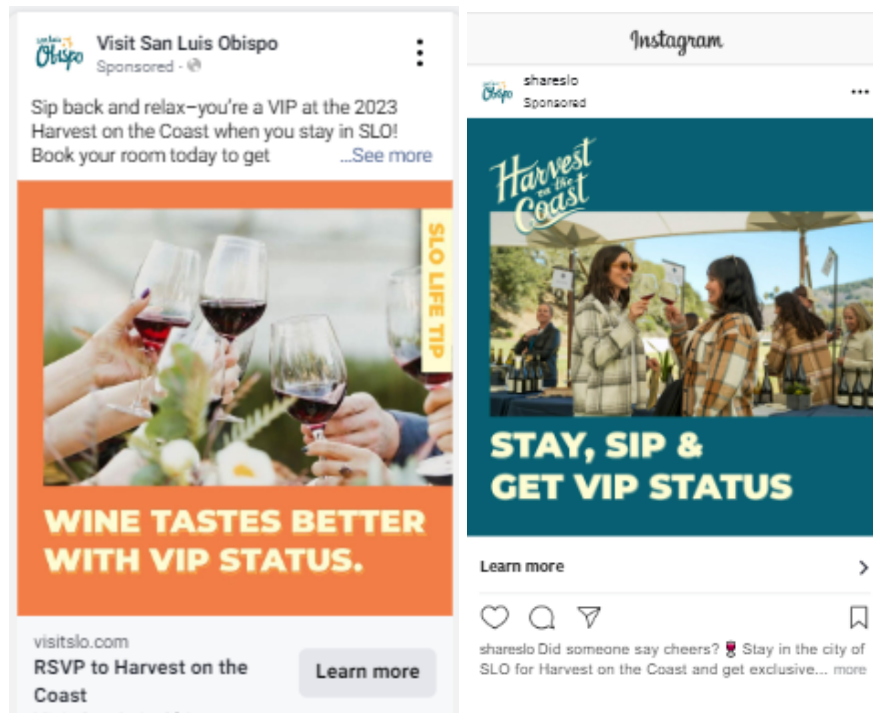 Obispo
Visit San Luis Obispo
Sponsored ·
Sip back and relax–you're a VIP at the 2023
Harvest on the Coast when you stay in SLO!
Book your room today to get ...See more
SLO LIFE TIP
WINE TASTES BETTER
WITH VIP STATUS.
visitslo.com
RSVP to Harvest on the
Coast
Learn more
Instagram
Obispo
shareslo
Sponsored
Harvest
on the
Coast
STAY, SIP &
GET VIP STATUS
Learn more
shareslo Did someone say cheers? 🍷 Stay in the city of
SLO for Harvest on the Coast and get exclusive... more